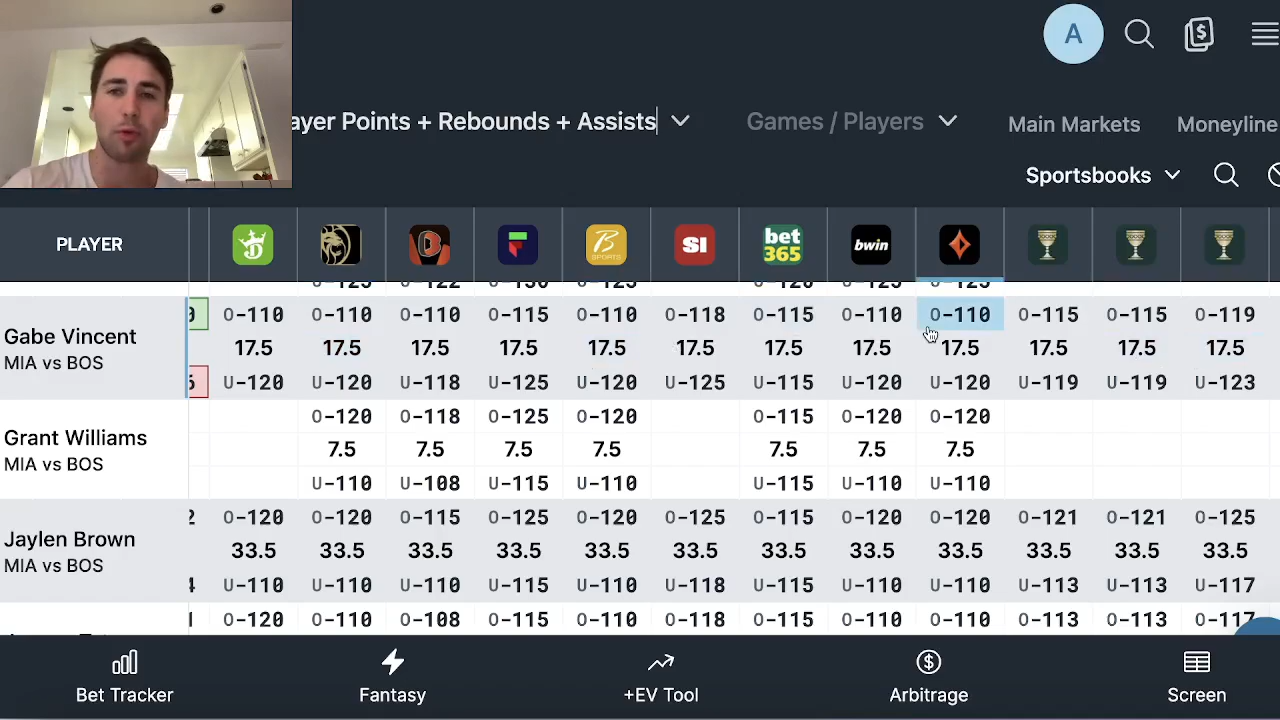 A
ayer Points + Rebounds + Assists
Games / Players
Main Markets
Moneyline
Sportsbooks
PLAYER
B SPORTS
SI
bet365
bwin
Gabe Vincent
MIA vs BOS
O-110 O-110 O-110 O-115 O-110 O-118 O-115 O-110 O-110 O-115 O-115 O-119
17.5 17.5 17.5 17.5 17.5 17.5 17.5 17.5 17.5 17.5 17.5 17.5
U-120 U-120 U-118 U-125 U-120 U-125 U-115 U-120 U-120 U-119 U-119 U-123
Grant Williams
MIA vs BOS
O-120 O-118 O-125 O-120 O-115 O-120 O-120
7.5 7.5 7.5 7.5 7.5 7.5 7.5
U-110 U-108 U-115 U-110 U-115 U-110 U-110
Jaylen Brown
MIA vs BOS
2 O-120 O-120 O-115 O-125 O-120 O-125 O-115 O-120 O-120 O-121 O-121 O-125
33.5 33.5 33.5 33.5 33.5 33.5 33.5 33.5 33.5 33.5 33.5 33.5
4 U-110 U-110 U-110 U-115 U-110 U-118 U-115 U-110 U-110 U-113 U-113 U-117
O-120 O-110 O-108 O-110 O-110 O-118 O-115 O-110 O-110 O-113 O-113 O-117
Bet Tracker
Fantasy
+EV Tool
Arbitrage
Screen